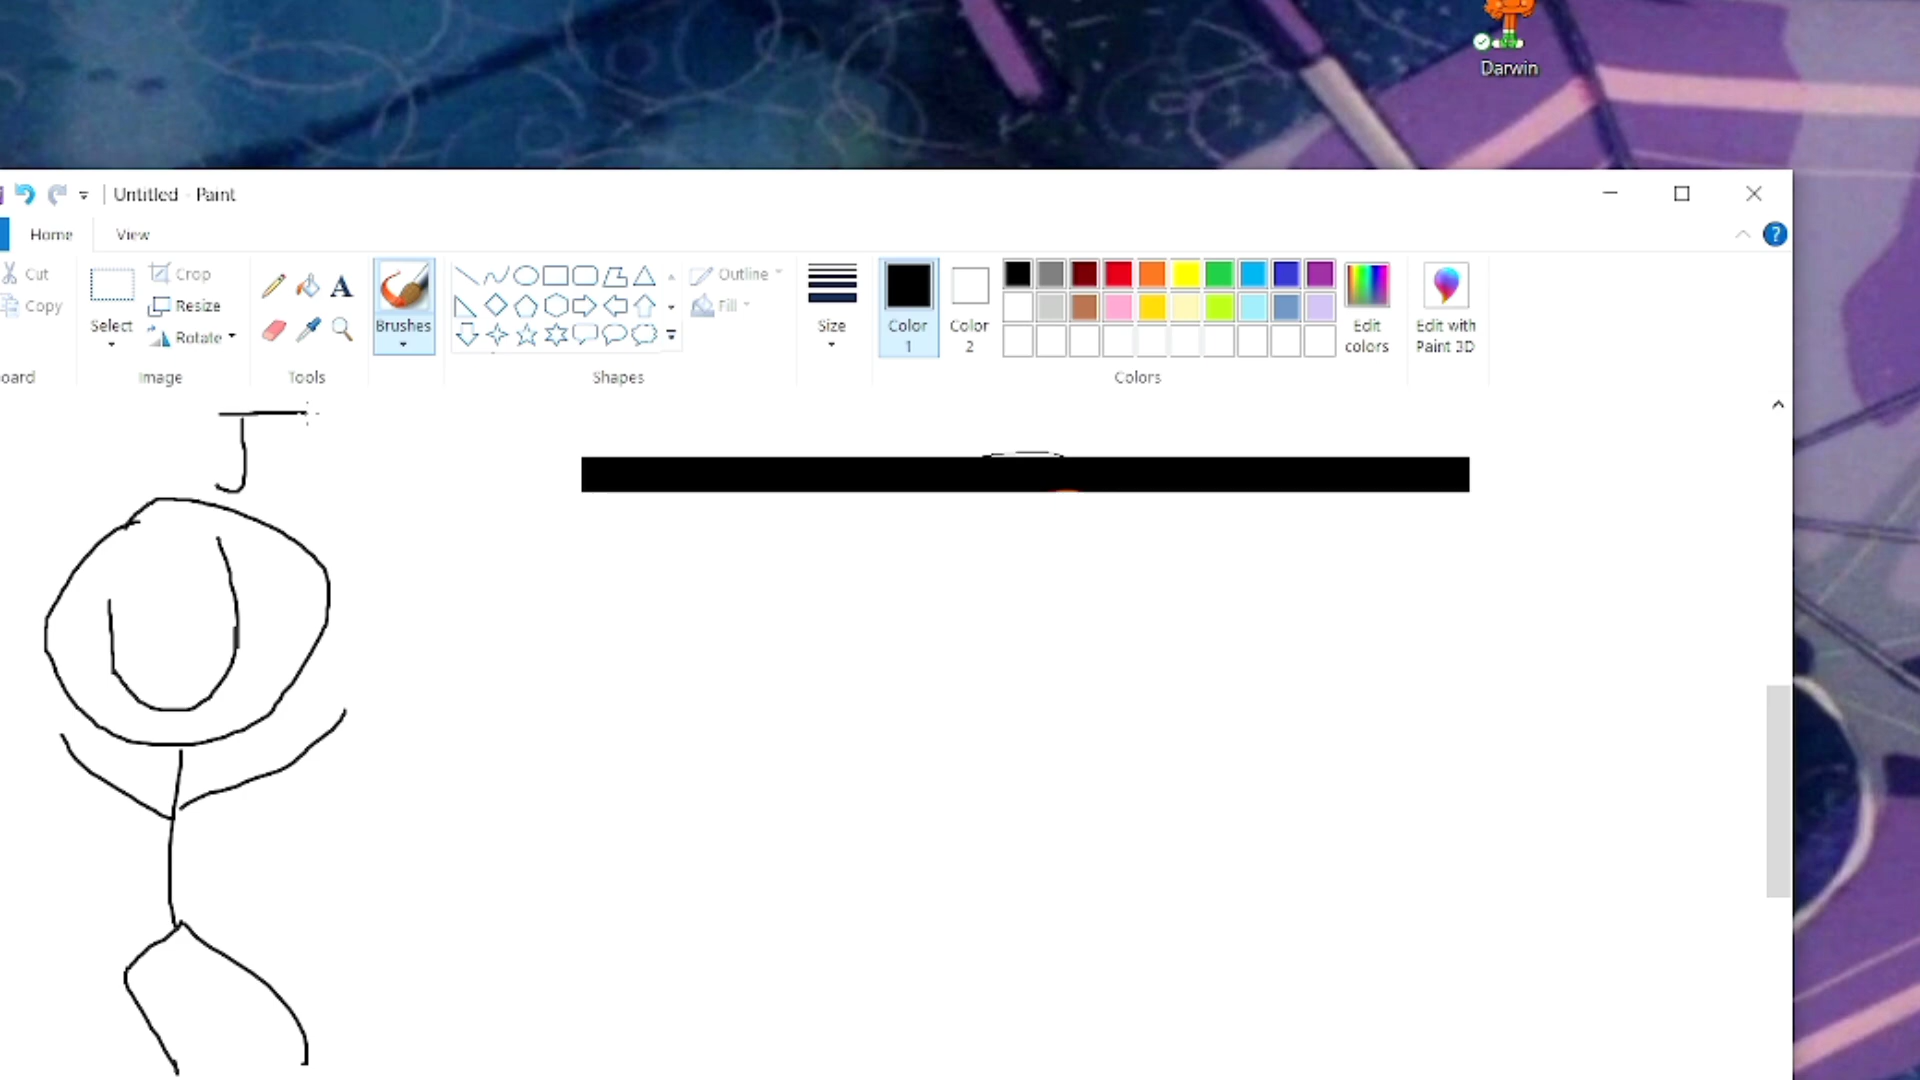 Darwin
Untitled - Paint
Home View
Cut
Copy
Select
Crop
Resize
Rotate
Image
A
Tools
Brushes
Shapes
Outline
Fill
Size
Color 1
Color 2
Edit colors
Colors
Edit with Paint 3D
?
oard
J